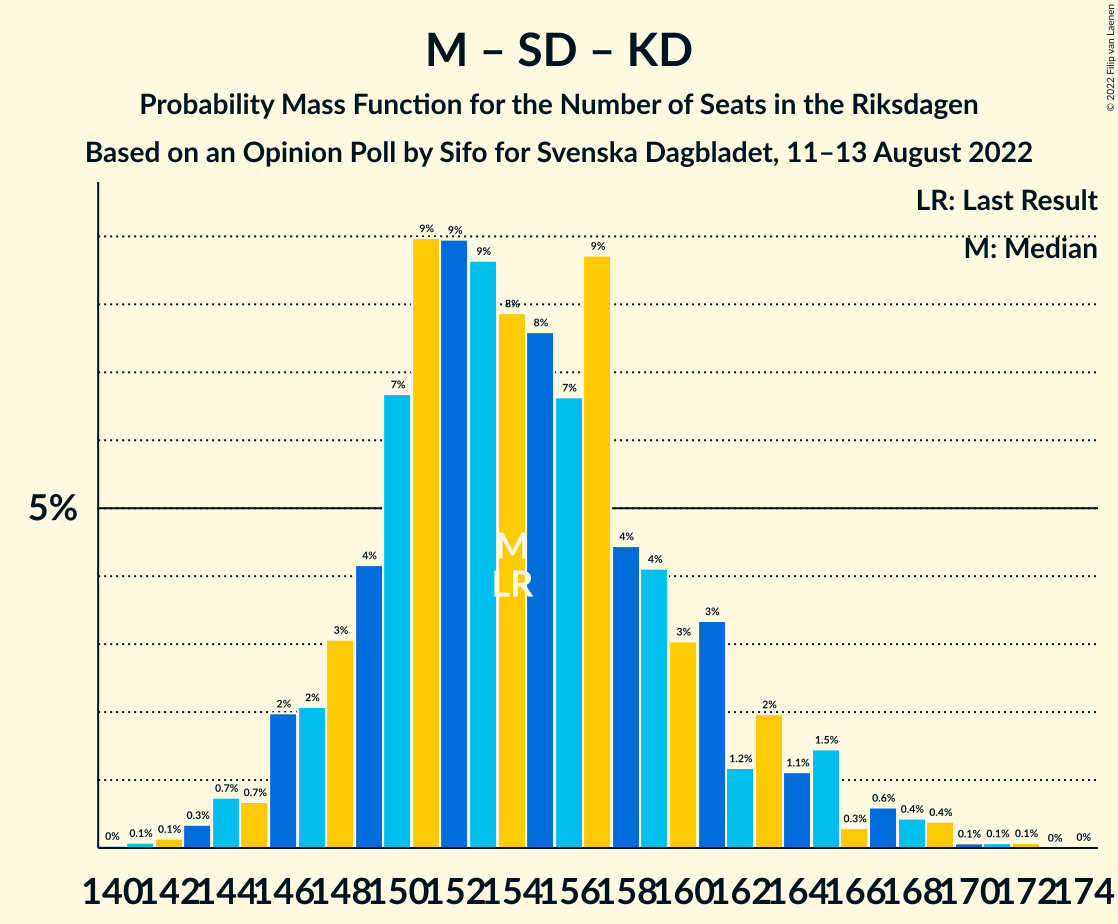 M – SD – KD
Probability Mass Function for the Number of Seats in the Riksdagen
Based on an Opinion Poll by Sifo for Svenska Dagbladet, 11–13 August 2022
© 2022 Filip van Laenen
LR: Last Result
M: Median
5%
0% 0.1% 0.1% 0.3% 0.7% 0.7% 2% 2% 3% 4% 7% 9% 9% 9% 8% 8% 7% 9% 4% 4% 3% 3% 1.2% 2% 1.1% 1.5% 0.3% 0.6% 0.4% 0.4% 0.1% 0.1% 0.1% 0% 0%
M
LR
140 142 144 146 148 150 152 154 156 158 160 162 164 166 168 170 172 174